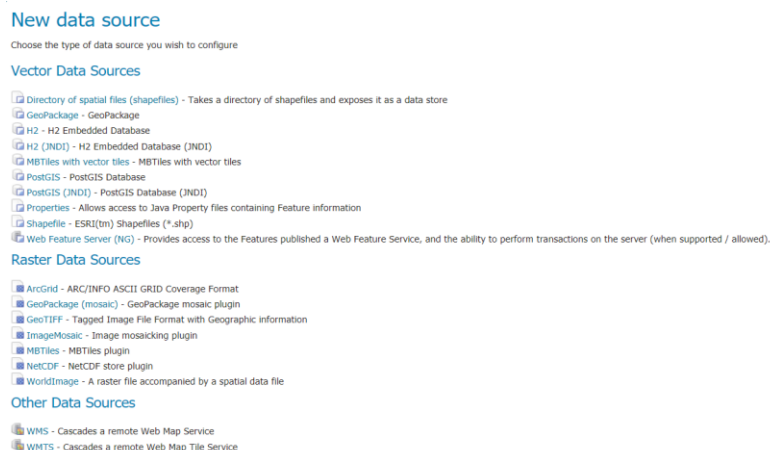 New data source
Choose the type of data source you wish to configure
Vector Data Sources
Directory of spatial files (shapefiles) - Takes a directory of shapefiles and exposes it as a data store
GeoPackage - GeoPackage
H2 - H2 Embedded Database
H2 (JNDI) - H2 Embedded Database (JNDI)
MBTiles with vector tiles - MBTiles with vector tiles
PostGIS - PostGIS Database
PostGIS (JNDI) - PostGIS Database (JNDI)
Properties - Allows access to Java Property files containing Feature information
Shapefile - ESRI(tm) Shapefiles (*.shp)
Web Feature Server (NG) - Provides access to the Features published a Web Feature Service, and the ability to perform transactions on the server (when supported / allowed).
Raster Data Sources
ArcGrid - ARC/INFO ASCII GRID Coverage Format
GeoPackage (mosaic) - GeoPackage mosaic plugin
GeoTIFF - Tagged Image File Format with Geographic information
ImageMosaic - Image mosaicking plugin
MBTiles - MBTiles plugin
NetCDF - NetCDF store plugin
WorldImage - A raster file accompanied by a spatial data file
Other Data Sources
WMS - Cascades a remote Web Map Service
WMTS - Cascades a remote Web Map Tile Service